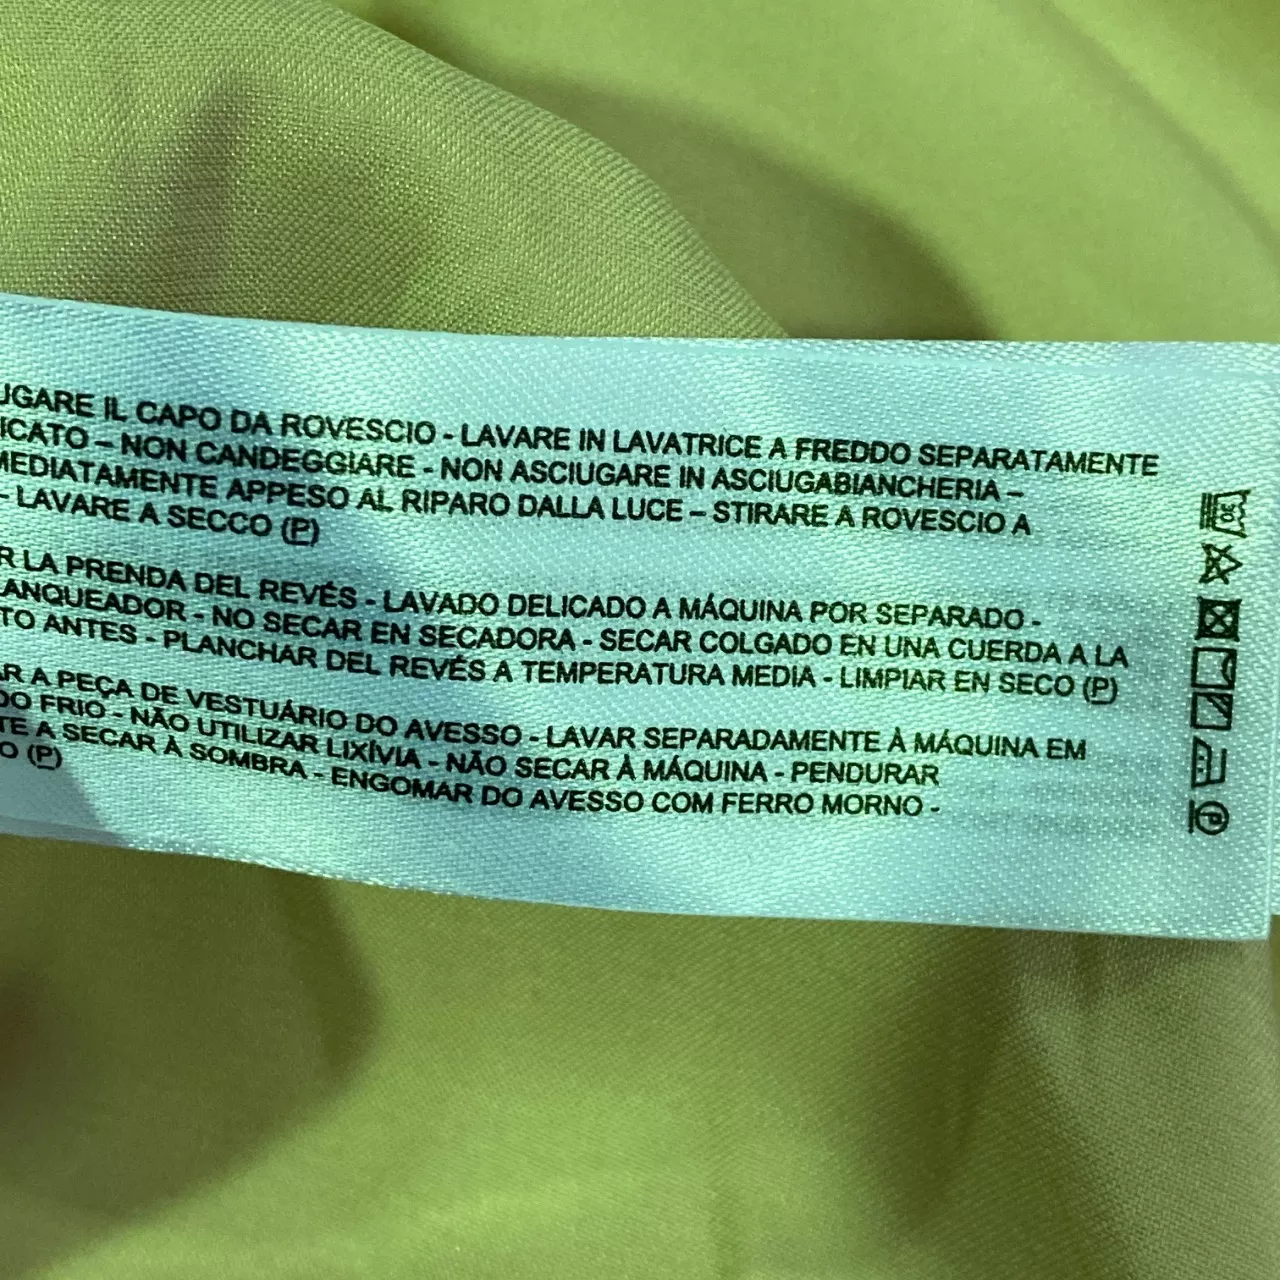 UGARE IL CAPO DA ROVESCIO - LAVARE IN LAVATRICE A FREDDO SEPARATAMENTE
ICATO – NON CANDEGGIARE - NON ASCIUGARE IN ASCIUGABIANCHERIA –
MEDIATAMENTE APPESO AL RIPARO DALLA LUCE – STIRARE A ROVESCIO A
- LAVARE A SECCO (P)
R LA PRENDA DEL REVÉS - LAVADO DELICADO A MÁQUINA POR SEPARADO -
LANQUEADOR - NO SECAR EN SECADORA - SECAR COLGADO EN UNA CUERDA A LA
TO ANTES - PLANCHAR DEL REVÉS A TEMPERATURA MEDIA - LIMPIAR EN SECO (P)
AR A PEÇA DE VESTUÁRIO DO AVESSO - LAVAR SEPARADAMENTE À MÁQUINA EM
DO FRIO - NÃO UTILIZAR LIXÍVIA - NÃO SECAR À MÁQUINA - PENDURAR
TE A SECAR À SOMBRA - ENGOMAR DO AVESSO COM FERRO MORNO -
O (P)
30
P